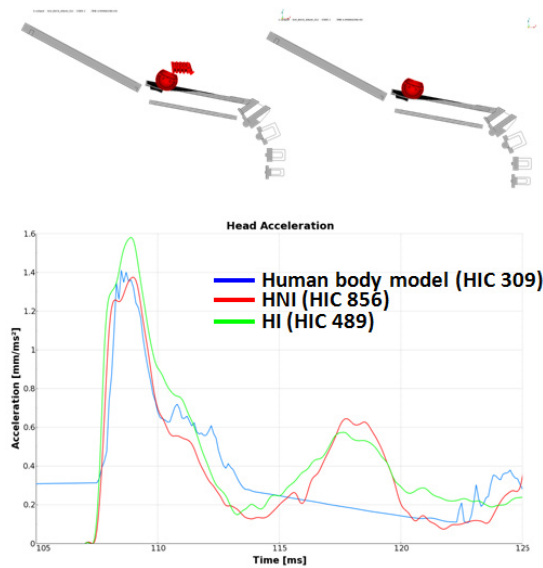 Head Acceleration
Acceleration [mm/ms²]
1.6
1.4
1.2
1
0.8
0.6
0.4
0.2
0
Human body model (HIC 309)
HNI (HIC 856)
HI (HIC 489)
105 110 115 120 125
Time [ms]